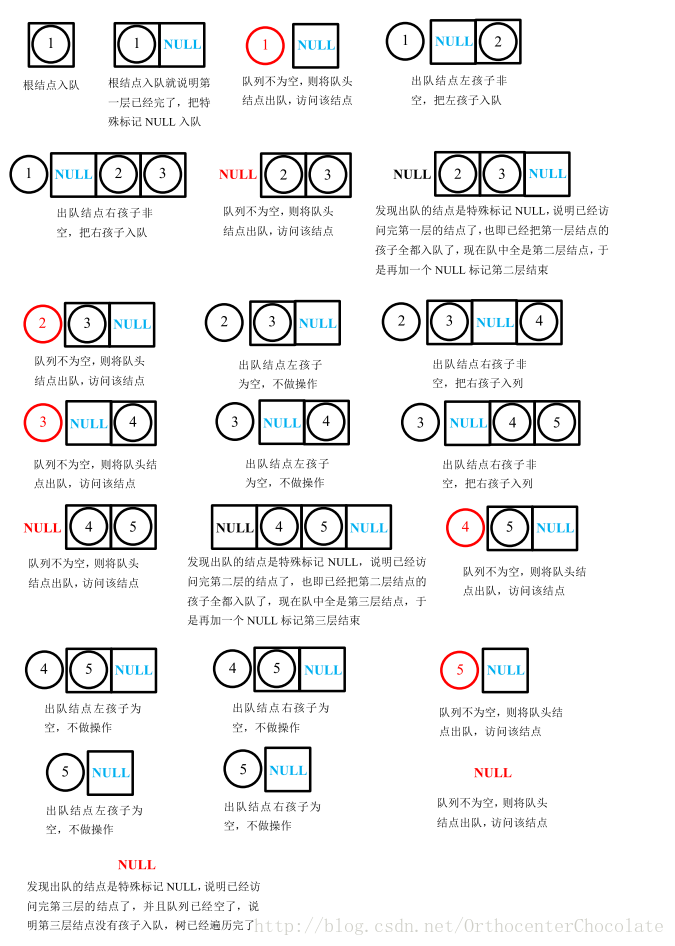 1
1 NULL
1 NULL
1 NULL 2
根结点入队
根结点入队就说明第
一层已经完了，把特
殊标记 NULL 入队
队列不为空，则将队头
结点出队，访问该结点
出队结点左孩子非
空，把左孩子入队
1 NULL 2 3
NULL 2 3
NULL 2 3 NULL
出队结点右孩子非
空，把右孩子入队
队列不为空，则将队头
结点出队，访问该结点
发现出队的结点是特殊标记 NULL，说明已经访
问完第一层的结点了，也即已经把第一层结点的
孩子全都入队了，现在队中全是第二层结点，于
是再加一个 NULL 标记第二层结束
2 3 NULL
2 3 NULL
2 3 NULL 4
队列不为空，则将队头
结点出队，访问该结点
出队结点左孩子
为空，不做操作
出队结点右孩子非
空，把右孩子入列
3 NULL 4
3 NULL 4
3 NULL 4 5
队列不为空，则将队头结
点出队，访问该结点
出队结点左孩子
为空，不做操作
出队结点右孩子非
空，把右孩子入列
NULL 4 5
NULL 4 5 NULL
4 5 NULL
队列不为空，则将队头
结点出队，访问该结点
发现出队的结点是特殊标记 NULL，说明已经访
问完第二层的结点了，也即已经把第二层结点的
孩子全都入队了，现在队中全是第三层结点，于
是再加一个 NULL 标记第三层结束
队列不为空，则将队头结
点出队，访问该结点
4 5 NULL
4 5 NULL
5 NULL
出队结点左孩子为
空，不做操作
出队结点右孩子为
空，不做操作
队列不为空，则将队头结
点出队，访问该结点
5 NULL
5 NULL
NULL
出队结点左孩子为
空，不做操作
出队结点右孩子为
空，不做操作
队列不为空，则将队头
结点出队，访问该结点
NULL
发现出队的结点是特殊标记 NULL，说明已经访
问完第三层的结点了，并且队列已经空了，说
明第三层结点没有孩子入队，树已经遍历完了
http://blog.csdn.net/OrthocenterChocolate